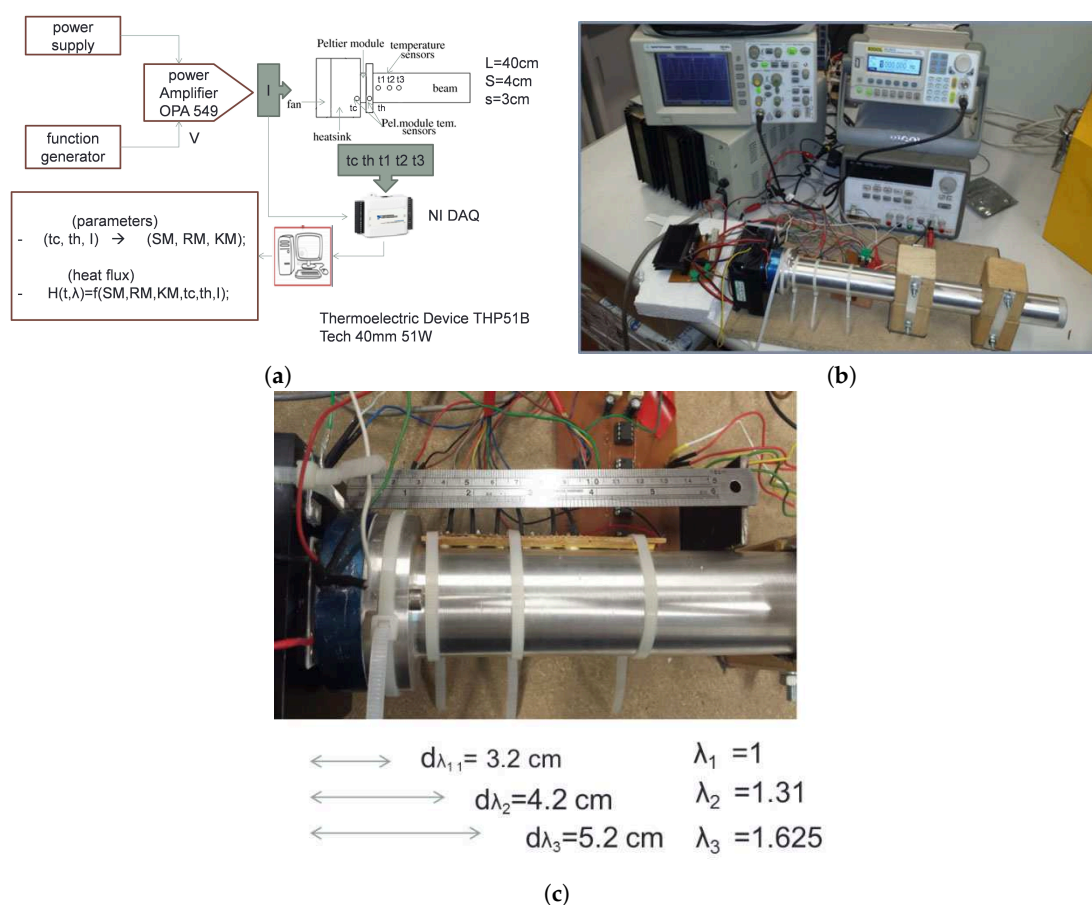 power
supply
function
generator
power
Amplifier
OPA 549
V
I
Peltier module
temperature
sensors
t1 t2 t3
beam
fan
tc
th
heatsink
Pel.module tem.
sensors
L=40cm
S=4cm
s=3cm
tc th t1 t2 t3
NI DAQ
(parameters)
- (tc, th, I) → (SM, RM, KM);
(heat flux)
- H(t,λ)=f(SM,RM,KM,tc,th,I);
Thermoelectric Device THP51B
Tech 40mm 51W
(a)
(b)
dλ₁₁= 3.2 cm
λ₁ =1
dλ₂=4.2 cm
λ₂ =1.31
dλ₃=5.2 cm
λ₃ =1.625
(c)